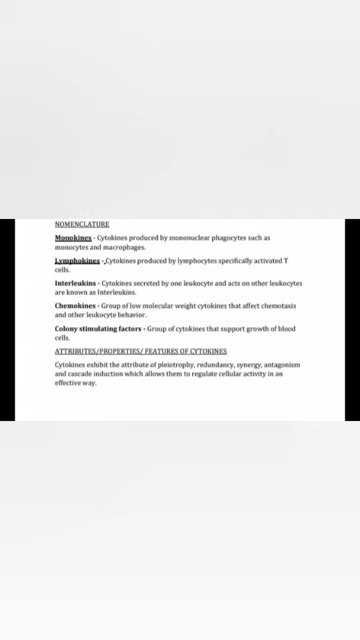 NOMENCLATURE
Monokines - Cytokines produced by mononuclear phagocytes such as
monocytes and macrophages.
Lymphokines - Cytokines produced by lymphocytes specifically activated T
cells.
Interleukins - Cytokines secreted by one leukocyte and acts on other leukocytes
are known as Interleukins.
Chemokines - Group of low molecular weight cytokines that affect chemotaxis
and other leukocyte behavior.
Colony stimulating factors - Group of cytokines that support growth of blood
cells.
ATTRIBUTES/PROPERTIES/ FEATURES OF CYTOKINES
Cytokines exhibit the attribute of pleiotrophy, redundancy, synergy, antagonism
and cascade induction which allows them to regulate cellular activity in an
effective way.